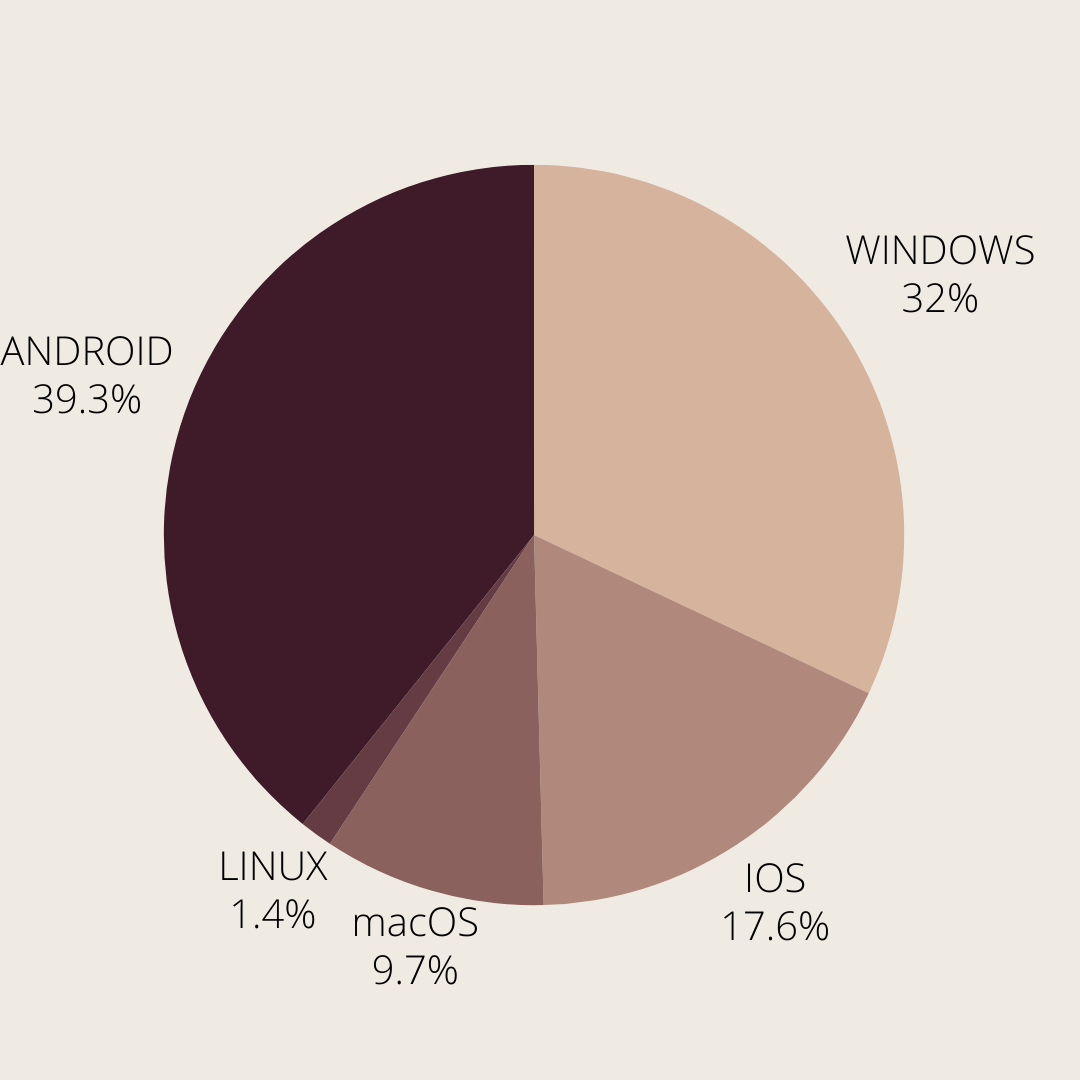 WINDOWS
32%
ANDROID
39.3%
LINUX
1.4%
macOS
9.7%
IOS
17.6%